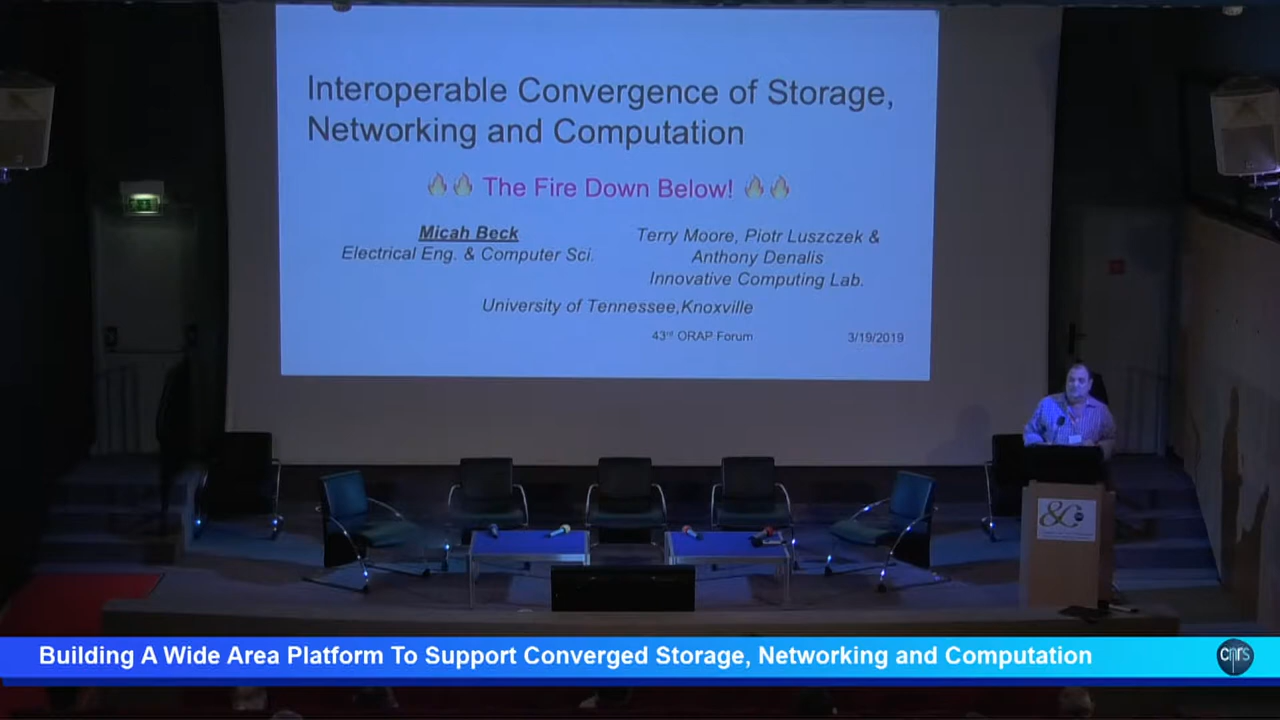 Interoperable Convergence of Storage,
Networking and Computation
The Fire Down Below!
Micah Beck
Electrical Eng. & Computer Sci.
Terry Moore, Piotr Luszczek &
Anthony Denalis
Innovative Computing Lab.
University of Tennessee,Knoxville
43rd ORAP Forum
3/19/2019
&C
Building A Wide Area Platform To Support Converged Storage, Networking and Computation
cnrs